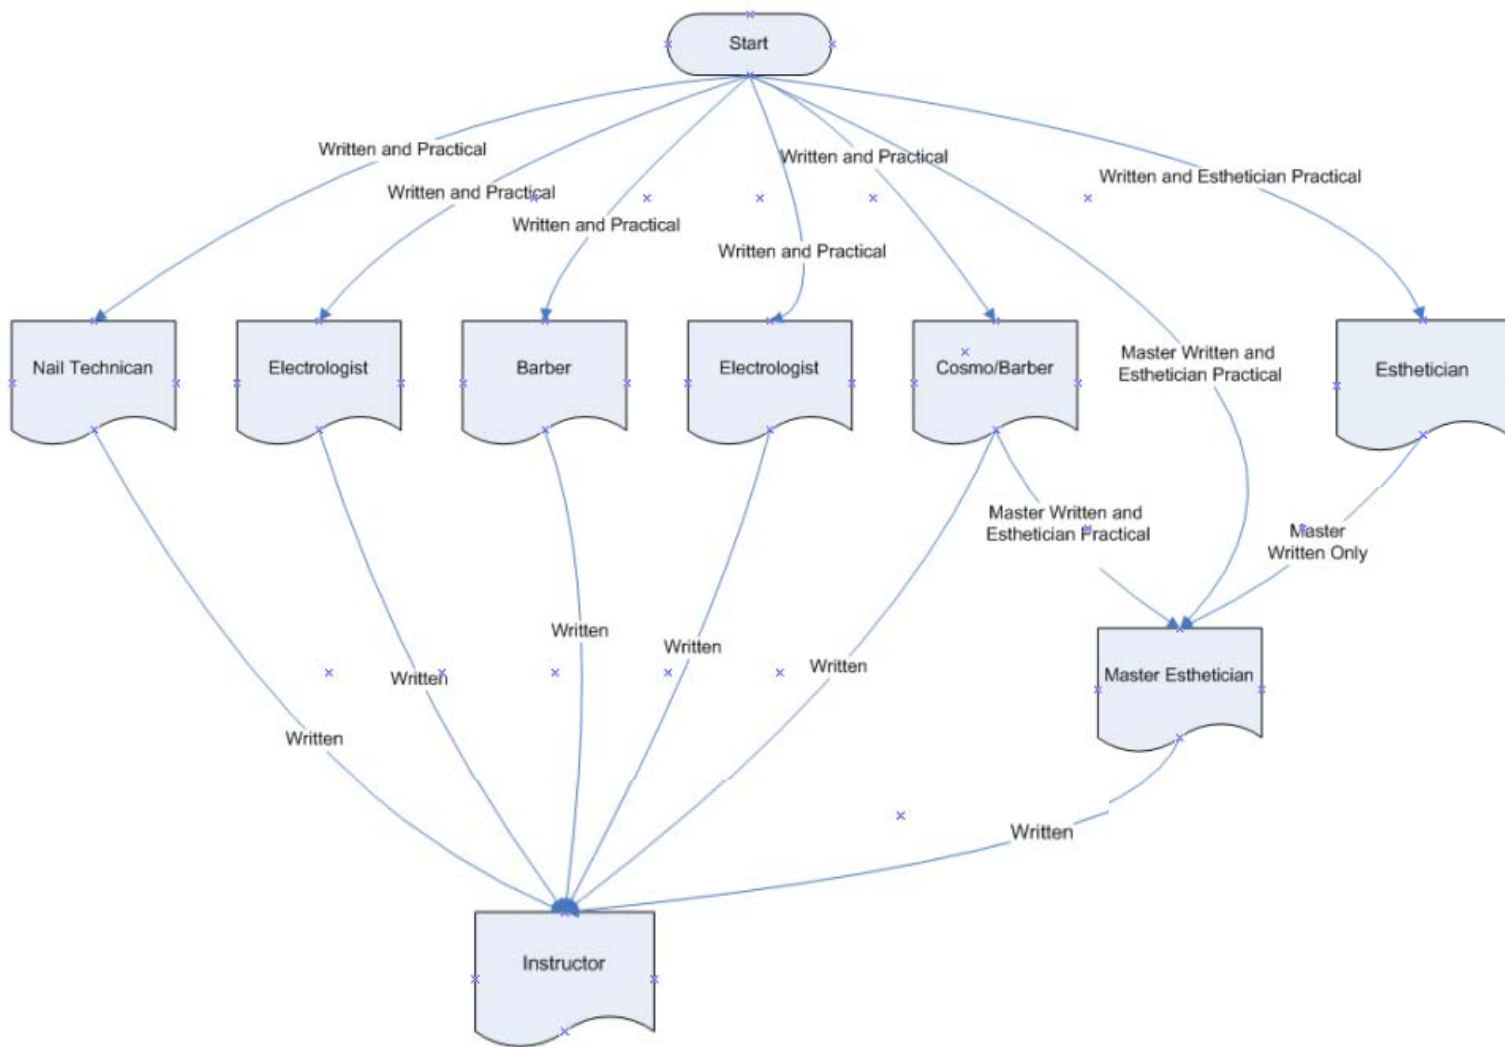 Start
Written and Practical
Written and Practical
Written and Practical
Written and Practical
Written and Practical
Written and Esthetician Practical
Master Written and
Esthetician Practical
Nail Technican
Electrologist
Barber
Electrologist
Cosmo/Barber
Esthetician
Master Written and
Esthetician Practical
Master
Written Only
Written
Written
Written
Written
Written
Master Esthetician
Written
Instructor